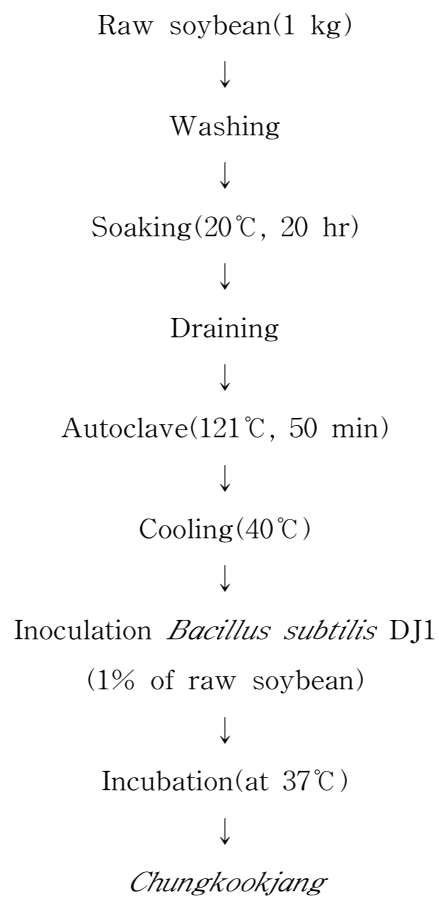 Raw soybean(1 kg)
↓
Washing
↓
Soaking(20℃, 20 hr)
↓
Draining
↓
Autoclave(121℃, 50 min)
↓
Cooling(40℃)
↓
Inoculation Bacillus subtilis DJ1
(1% of raw soybean)
↓
Incubation(at 37℃)
↓
Chungkookjang